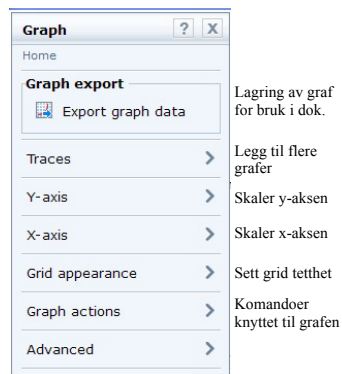 Graph ? X
Home
Graph export
Export graph data
Lagring av graf
for bruk i dok.
Traces
Legg til flere
grafer
Y-axis
Skaler y-aksen
X-axis
Skaler x-aksen
Grid appearance
Sett grid tetthet
Graph actions
Komandoer
knyttet til grafen
Advanced